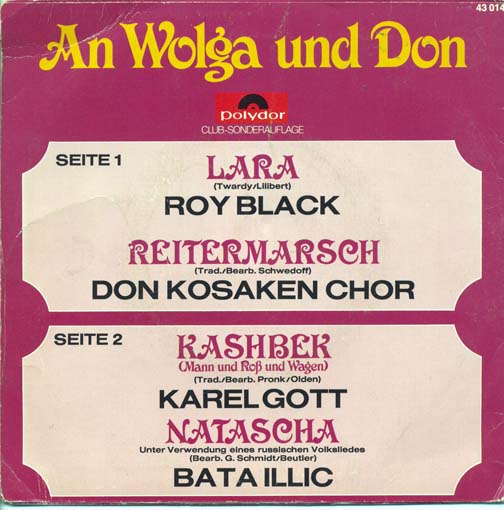 43 014
An Wolga und Don
polydor
CLUB-SONDERAUFLAGE
SEITE 1
LARA
(Twardy/Lilibert)
ROY BLACK
REITERMARSCH
(Trad./Bearb. Schwedoff)
DON KOSAKEN CHOR
SEITE 2
KASHBEK
(Mann und Roß und Wagen)
(Trad./Bearb. Pronk/Olden)
KAREL GOTT
NATASCHA
Unter Verwendung eines russischen Volksliedes
(Bearb. G. Schmidt/Beutler)
BATA ILLIC